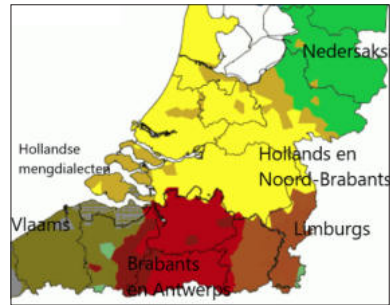 Nedersaks
Hollandse
mengdialecten
Hollands en
Noord-Brabants
Vlaams
Limburgs
Brabants
en Antwerps